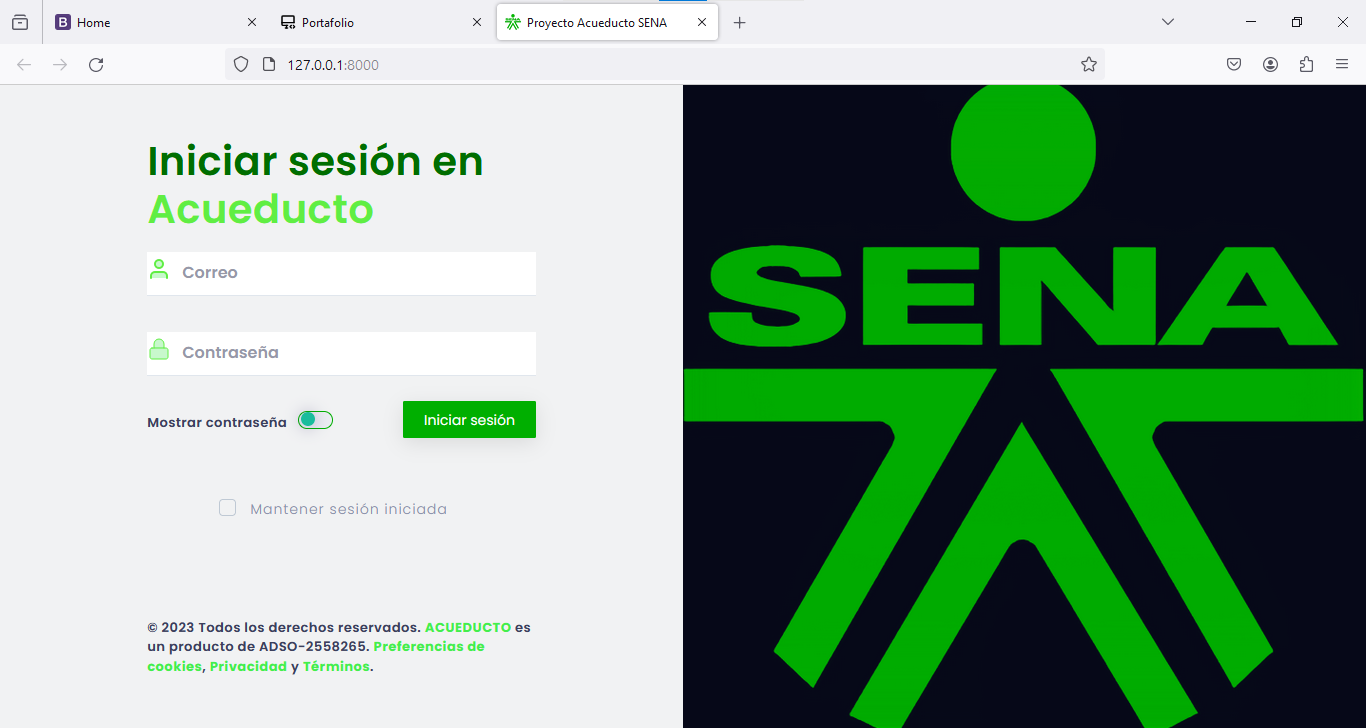 Home
Portafolio
Proyecto Acueducto SENA
127.0.0.1:8000
Iniciar sesión en
Acueducto
Correo
Contraseña
Mostrar contraseña
Iniciar sesión
Mantener sesión iniciada
© 2023 Todos los derechos reservados. ACUEDUCTO es
un producto de ADSO-2558265. Preferencias de
cookies, Privacidad y Términos.
SENA